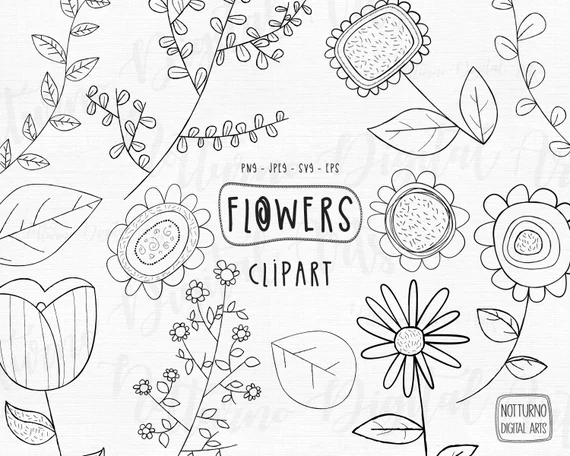 PNG - JPEG - SVG - EPS
FLOWERS
CLIPART
NOTTURNO
DIGITAL ARTS